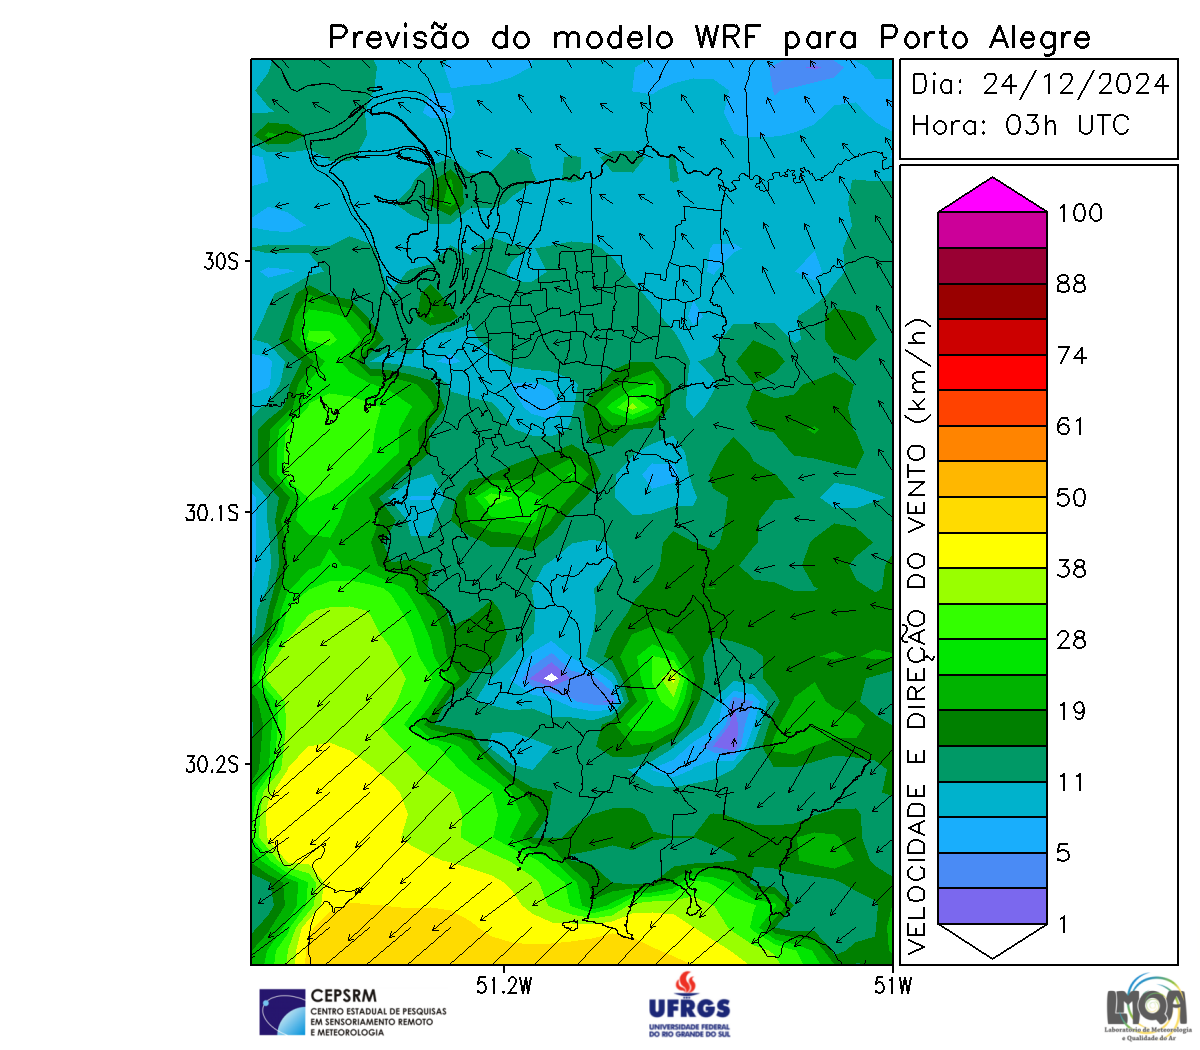 Previsão do modelo WRF para Porto Alegre
Dia: 24/12/2024
Hora: 03h UTC
VELOCIDADE E DIREÇÃO DO VENTO (km/h)
100
88
74
61
50
38
28
19
11
5
1
30S
30.1S
30.2S
51.2W
51W
CEPSRM
CENTRO ESTADUAL DE PESQUISAS
EM SENSORIAMENTO REMOTO
E METEOROLOGIA
UFRGS
UNIVERSIDADE FEDERAL
DO RIO GRANDE DO SUL
LMQA
Laboratório de Meteorologia
e Qualidade do Ar